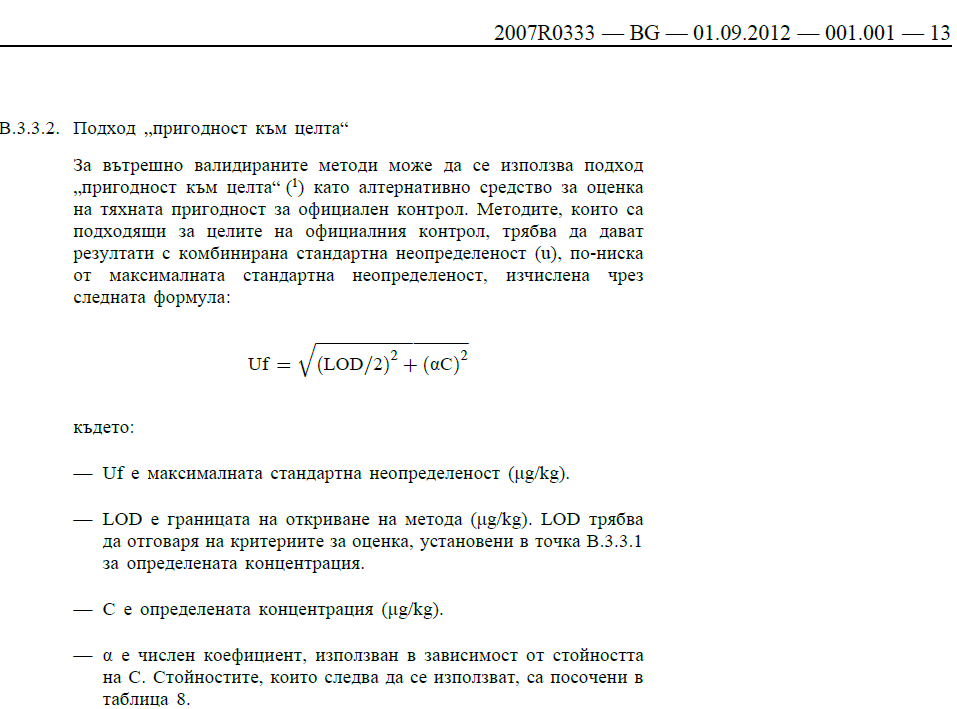 2007R0333 — BG — 01.09.2012 — 001.001 — 13
B.3.3.2. Подход „пригодност към целта“
За вътрешно валидираните методи може да се използва подход
„пригодност към целта“ (¹) като алтернативно средство за оценка
на тяхната пригодност за официален контрол. Методите, които са
подходящи за целите на официалния контрол, трябва да дават
резултати с комбинирана стандартна неопределеност (u), по-ниска
от максималната стандартна неопределеност, изчислена чрез
следната формула:
Uf = √(LOD/2)² + (αC)²
където:
— Uf е максималната стандартна неопределеност (μg/kg).
— LOD е границата на откриване на метода (μg/kg). LOD трябва
да отговаря на критериите за оценка, установени в точка B.3.3.1
за определената концентрация.
— C е определената концентрация (μg/kg).
— α е числен коефициент, използван в зависимост от стойността
на C. Стойностите, които следва да се използват, са посочени в
таблица 8.